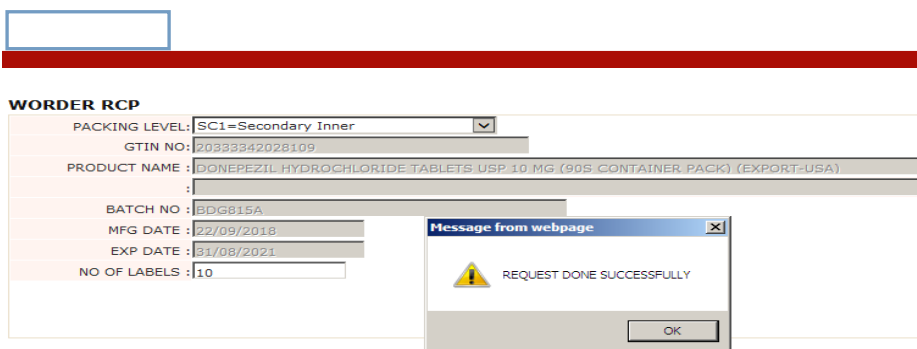 WORDER RCP
PACKING LEVEL: SC1=Secondary Inner
GTIN NO: 20333342028109
PRODUCT NAME : DONEPEZIL HYDROCHLORIDE TABLETS USP 10 MG (90S CONTAINER PACK) (EXPORT-USA)
:
BATCH NO : BDG815A
MFG DATE : 22/09/2018
EXP DATE : 31/08/2021
NO OF LABELS : 10
Message from webpage
REQUEST DONE SUCCESSFULLY
OK